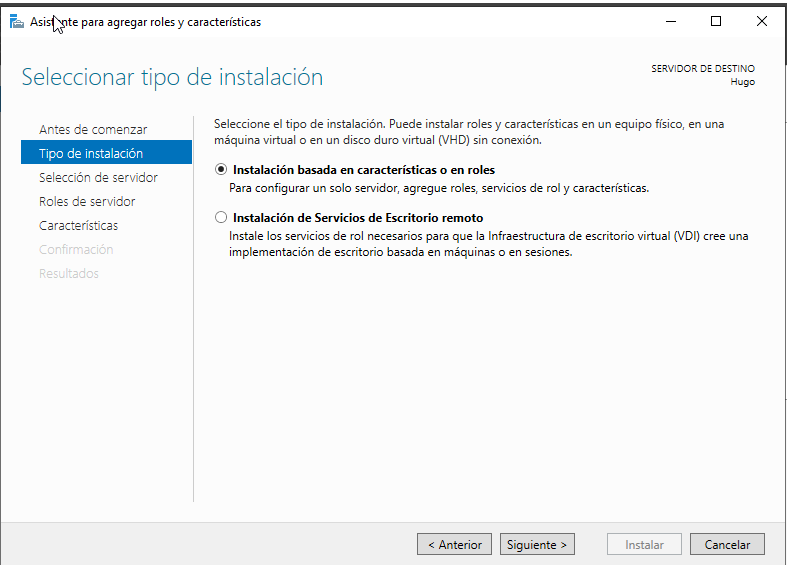 Asistente para agregar roles y características
Seleccionar tipo de instalación
SERVIDOR DE DESTINO
Hugo
Antes de comenzar
Tipo de instalación
Selección de servidor
Roles de servidor
Características
Confirmación
Resultados
Seleccione el tipo de instalación. Puede instalar roles y características en un equipo físico, en una
máquina virtual o en un disco duro virtual (VHD) sin conexión.
Instalación basada en características o en roles
Para configurar un solo servidor, agregue roles, servicios de rol y características.
Instalación de Servicios de Escritorio remoto
Instale los servicios de rol necesarios para que la Infraestructura de escritorio virtual (VDI) cree una
implementación de escritorio basada en máquinas o en sesiones.
< Anterior
Siguiente >
Instalar
Cancelar